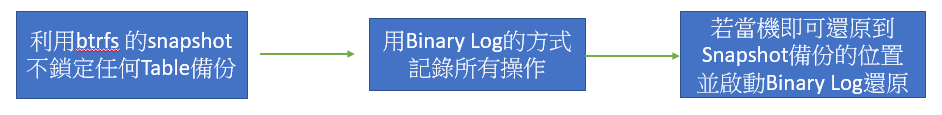 利用btrfs 的snapshot
不鎖定任何Table備份
用Binary Log的方式
記錄所有操作
若當機即可還原到
Snapshot備份的位置
並啟動Binary Log還原